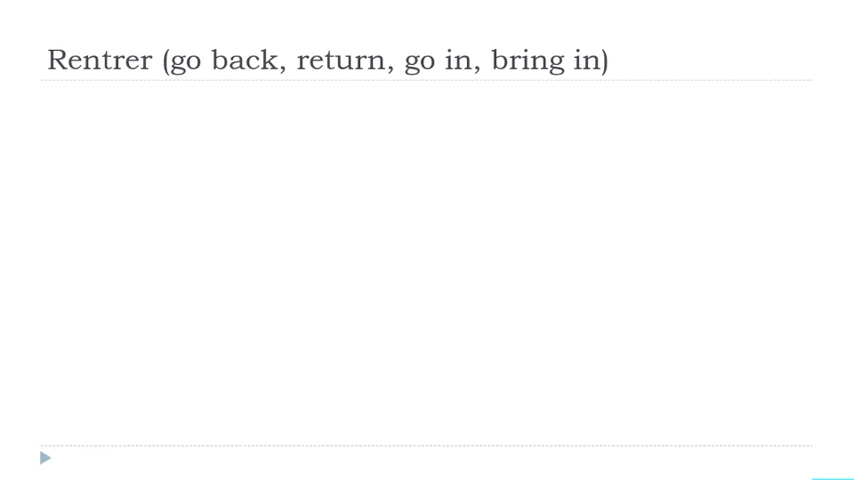 Rentrer (go back, return, go in, bring in)